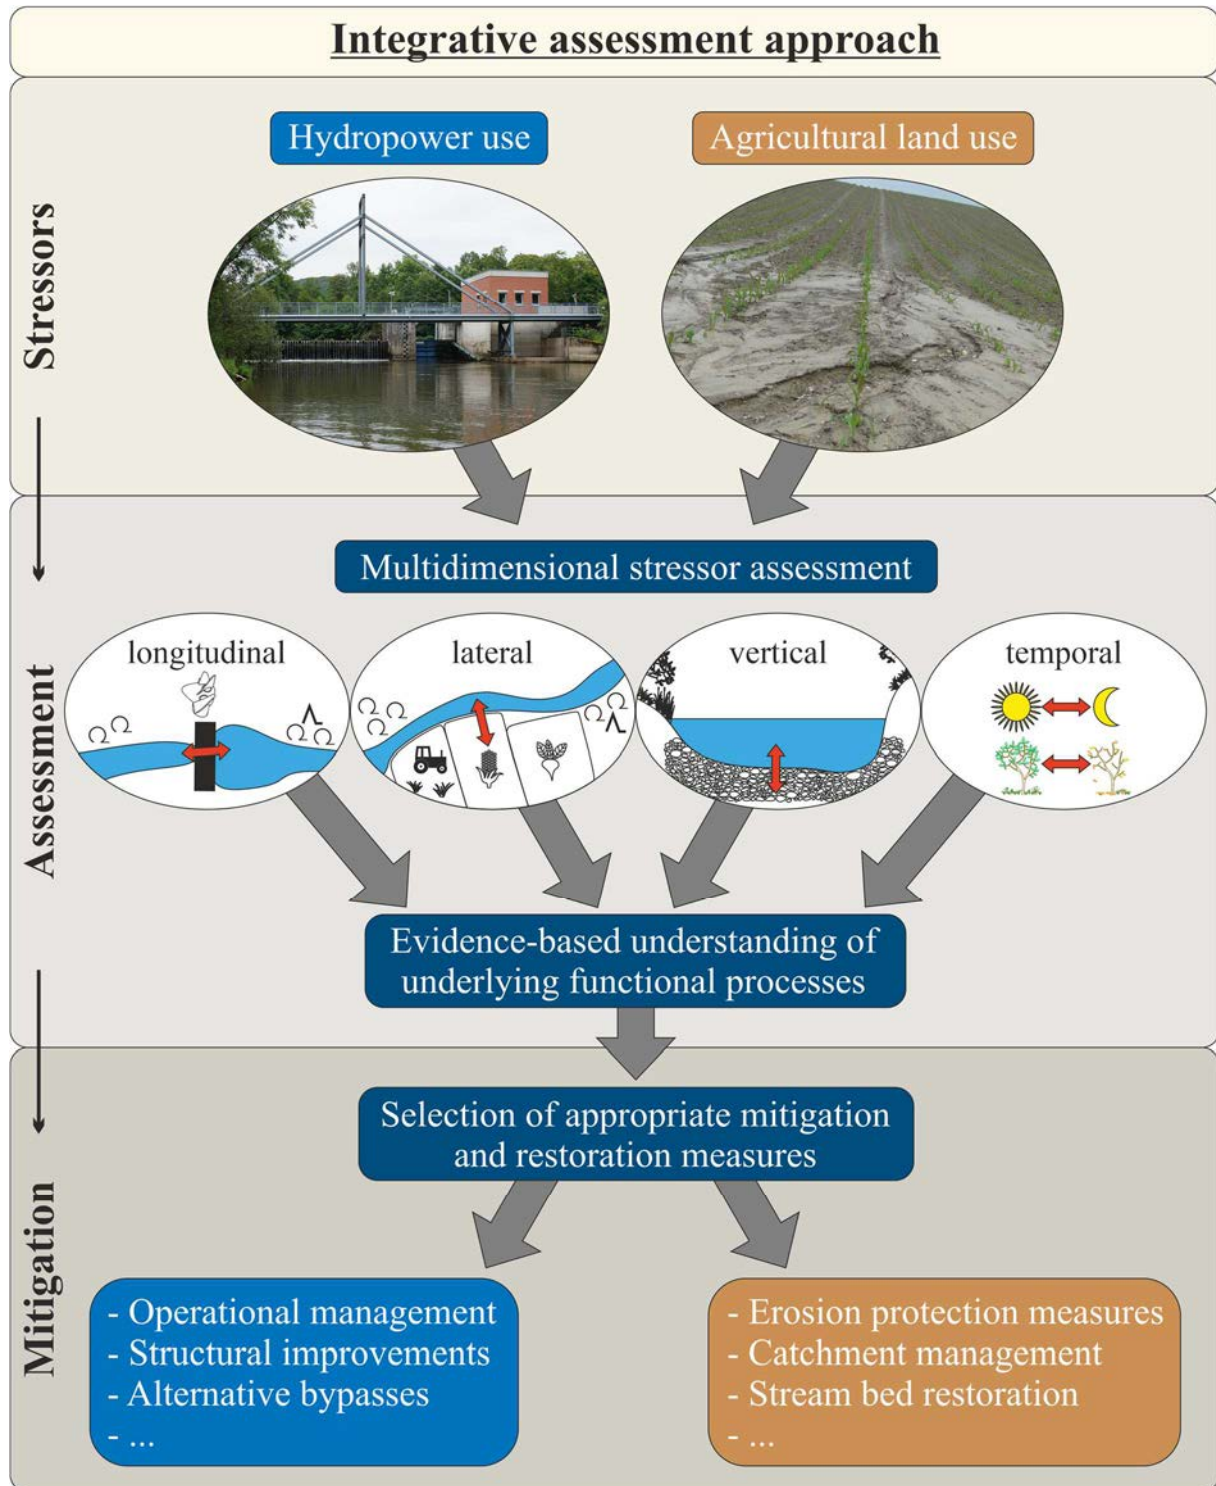 Integrative assessment approach
Stressors
Hydropower use
Agricultural land use
Assessment
Multidimensional stressor assessment
longitudinal
lateral
vertical
temporal
Evidence-based understanding of
underlying functional processes
Mitigation
Selection of appropriate mitigation
and restoration measures
- Operational management
- Structural improvements
- Alternative bypasses
- ...
- Erosion protection measures
- Catchment management
- Stream bed restoration
- ...